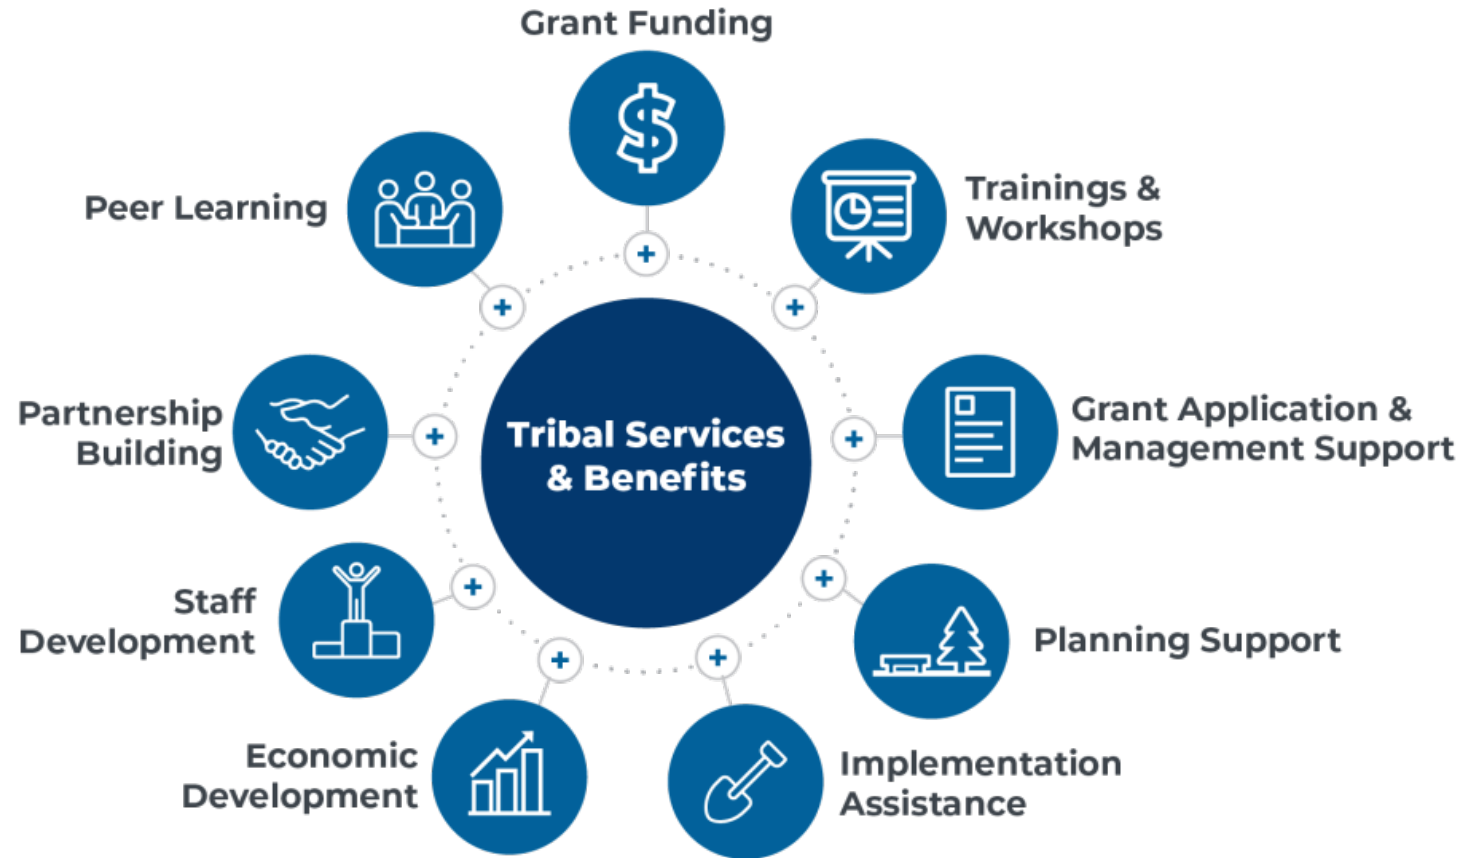 Grant Funding
Trainings &
Workshops
Grant Application &
Management Support
Planning Support
Implementation
Assistance
Economic
Development
Staff
Development
Partnership
Building
Peer Learning
Tribal Services
& Benefits